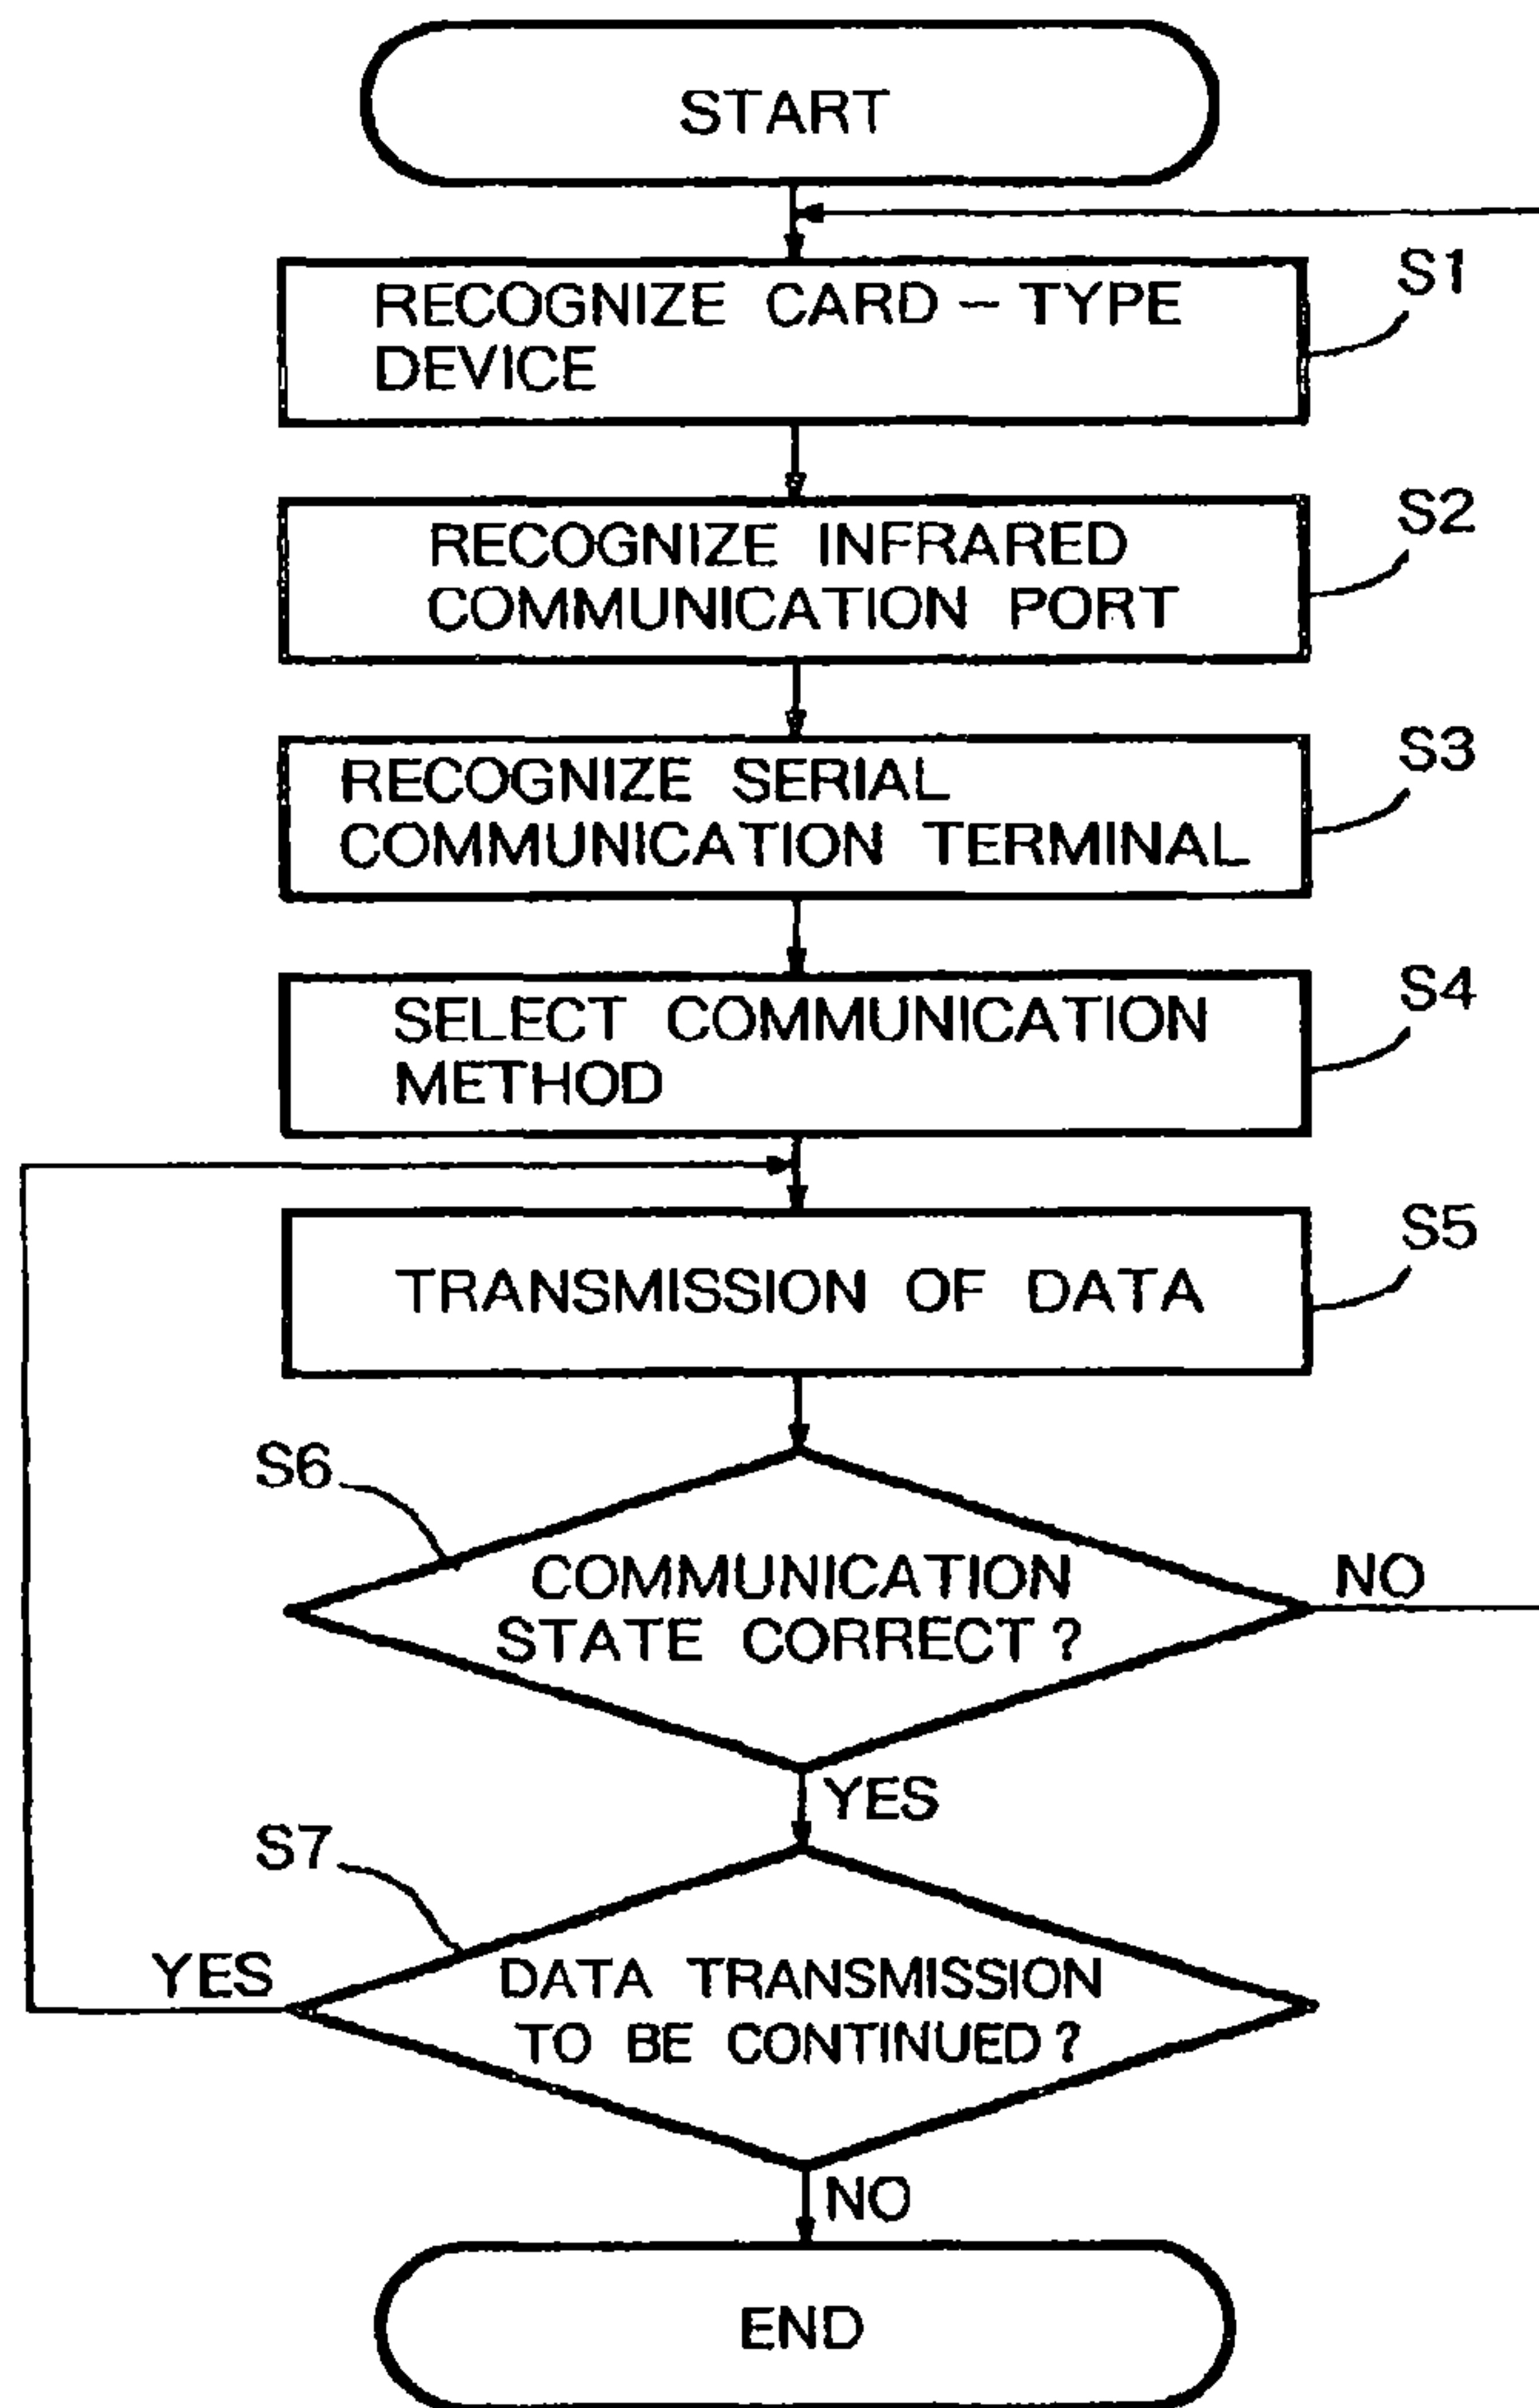 START
S1
RECOGNIZE CARD-TYPE
DEVICE
S2
RECOGNIZE INFRARED
COMMUNICATION PORT
S3
RECOGNIZE SERIAL
COMMUNICATION TERMINAL
S4
SELECT COMMUNICATION
METHOD
S5
TRANSMISSION OF DATA
S6
COMMUNICATION
STATE CORRECT?
NO
YES
S7
YES
DATA TRANSMISSION
TO BE CONTINUED?
NO
END